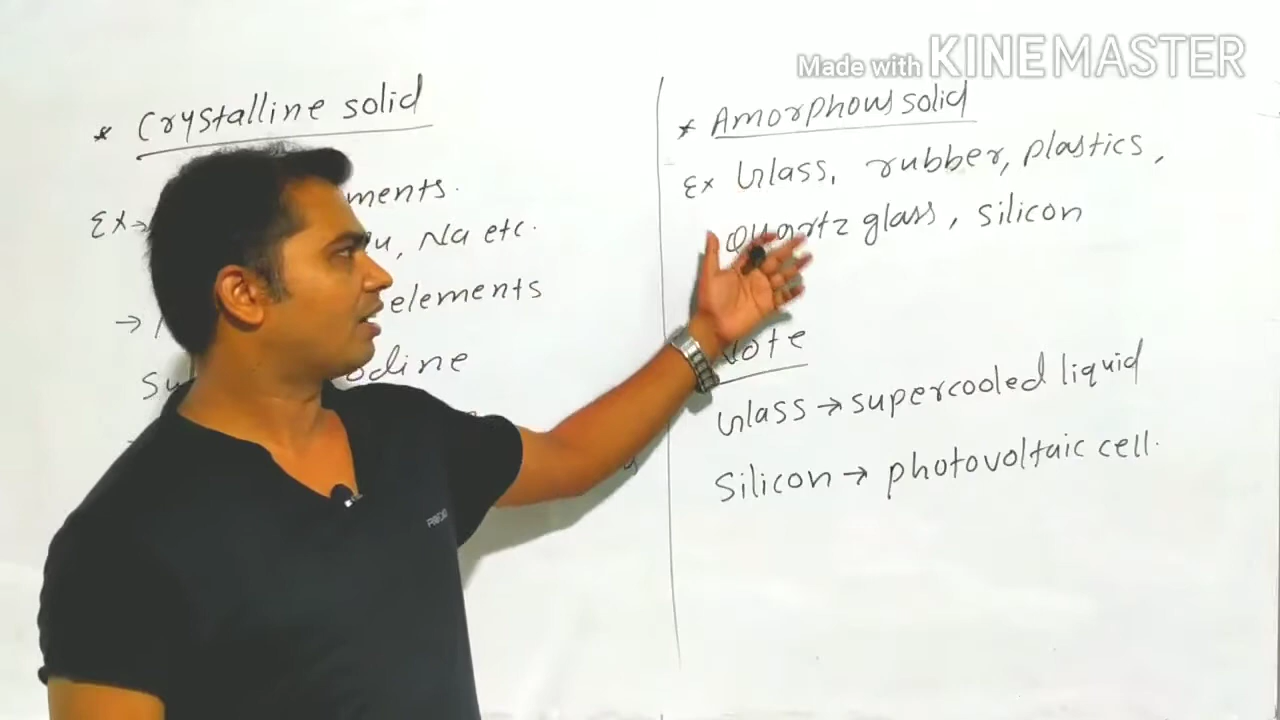 Made with KINEMASTER
* Crystalline solid
Ex→ ments.
u, Na etc.
→ elements
Su odine
* Amorphous solid
Ex Glass, rubber, plastics,
Quartz glass, silicon
Note
Glass → supercooled liquid
Silicon → photovoltaic cell.